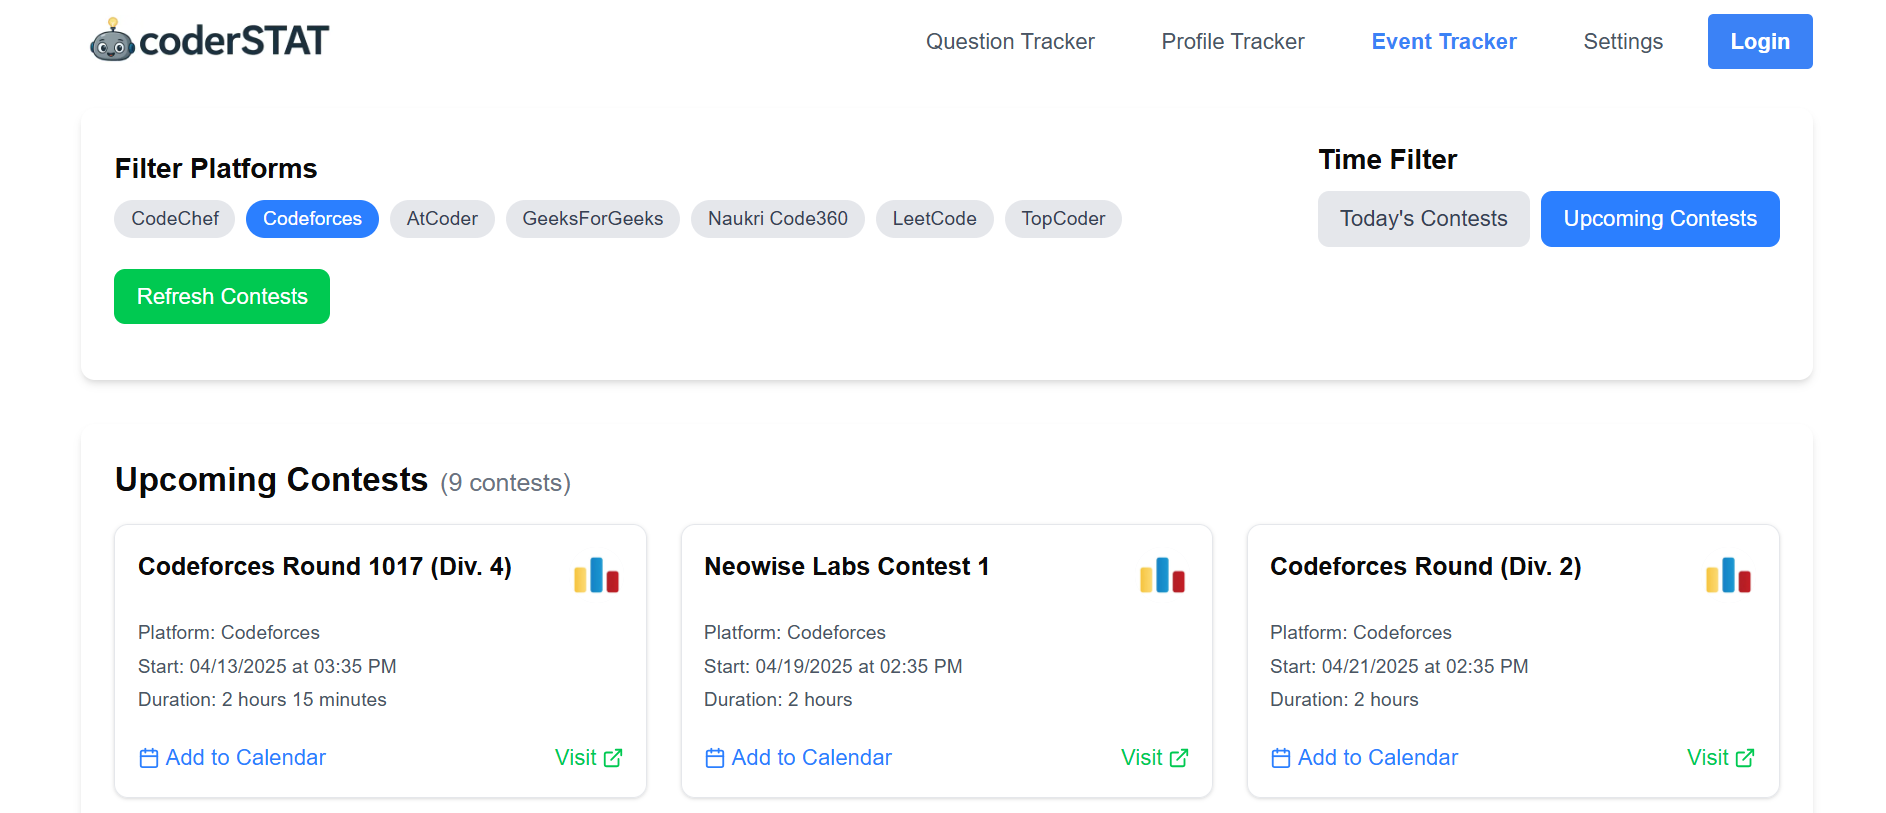 coderSTAT
Question Tracker
Profile Tracker
Event Tracker
Settings
Login
Filter Platforms
CodeChef
Codeforces
AtCoder
GeeksForGeeks
Naukri Code360
LeetCode
TopCoder
Refresh Contests
Time Filter
Today's Contests
Upcoming Contests
Upcoming Contests (9 contests)
Codeforces Round 1017 (Div. 4)
Platform: Codeforces
Start: 04/13/2025 at 03:35 PM
Duration: 2 hours 15 minutes
Add to Calendar
Visit
Neowise Labs Contest 1
Platform: Codeforces
Start: 04/19/2025 at 02:35 PM
Duration: 2 hours
Add to Calendar
Visit
Codeforces Round (Div. 2)
Platform: Codeforces
Start: 04/21/2025 at 02:35 PM
Duration: 2 hours
Add to Calendar
Visit